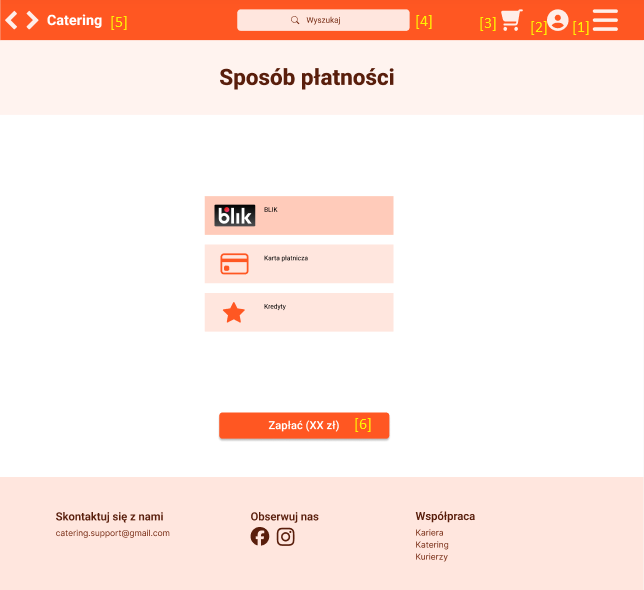 Catering [5]
Wyszukaj [4]
[3] [2] [1]
Sposób płatności
blik BLIK
Karta płatnicza
Kredyty
Zapłać (XX zł) [6]
Skontaktuj się z nami
catering.support@gmail.com
Obserwuj nas
Współpraca
Kariera
Katering
Kurierzy